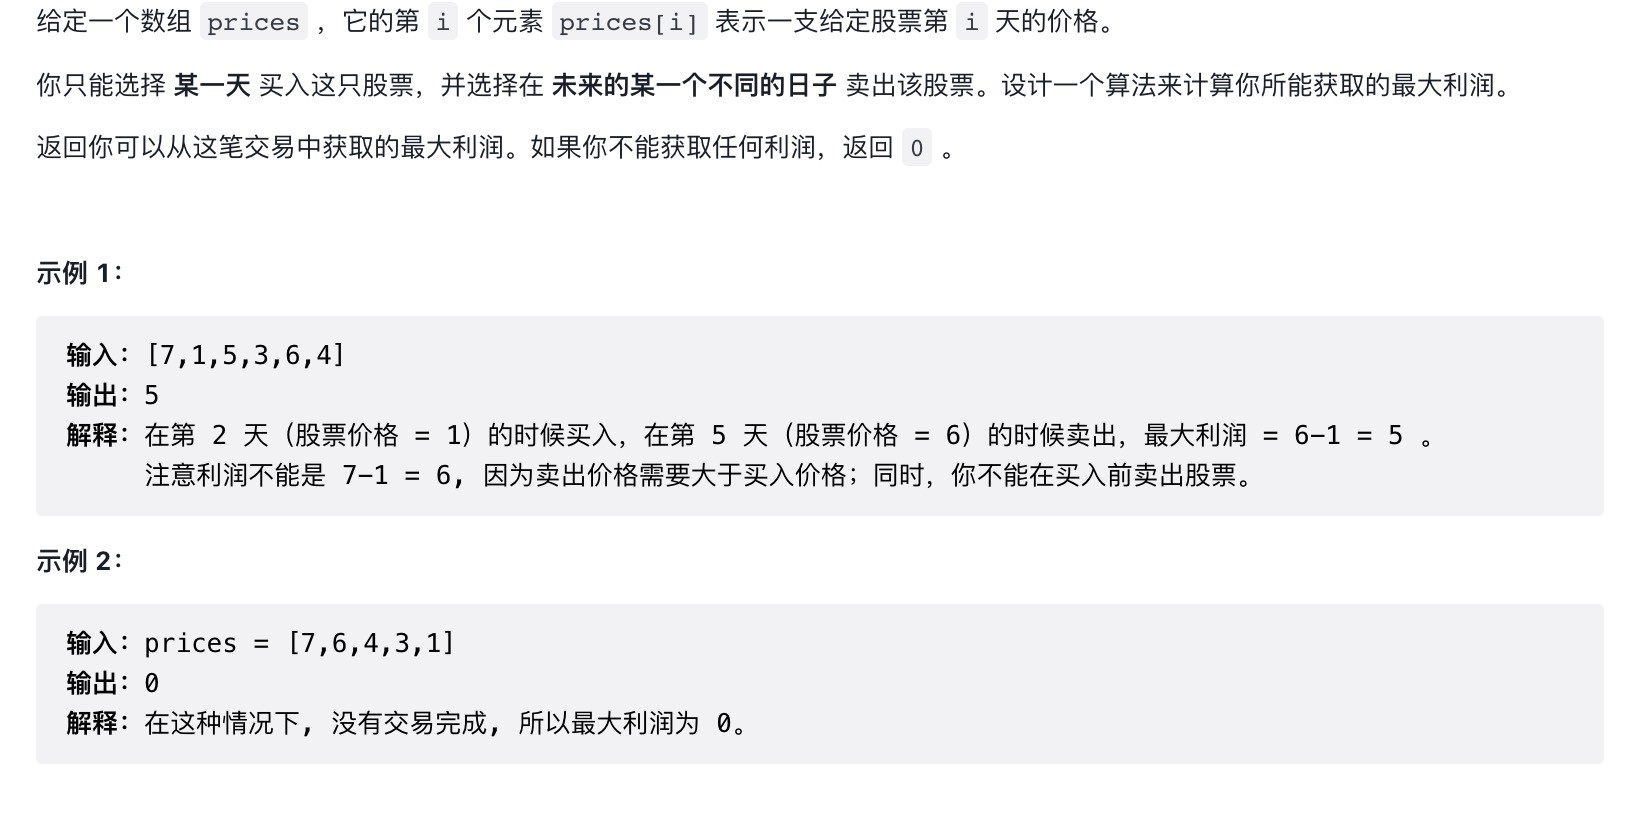 给定一个数组 prices ，它的第 i 个元素 prices[i] 表示一支给定股票第 i 天的价格。
你只能选择 某一天 买入这只股票，并选择在 未来的某一个不同的日子 卖出该股票。设计一个算法来计算你所能获取的最大利润。
返回你可以从这笔交易中获取的最大利润。如果你不能获取任何利润，返回 0 。
示例 1：
输入：[7,1,5,3,6,4]
输出：5
解释：在第 2 天（股票价格 = 1）的时候买入，在第 5 天（股票价格 = 6）的时候卖出，最大利润 = 6-1 = 5 。
注意利润不能是 7-1 = 6, 因为卖出价格需要大于买入价格；同时，你不能在买入前卖出股票。
示例 2：
输入：prices = [7,6,4,3,1]
输出：0
解释：在这种情况下, 没有交易完成, 所以最大利润为 0。